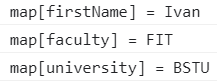 map[firstName] = Ivan
map[faculty] = FIT
map[university] = BSTU